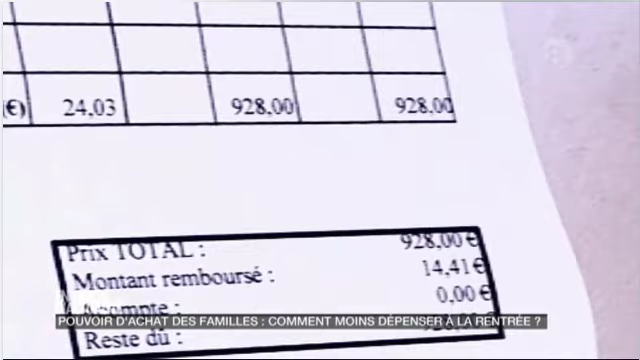 (€) 24,03 928,00 928,00
Prix TOTAL : 928,00 €
Montant remboursé : 14,41 €
Acompte : 0,00 €
POUVOIR D'ACHAT DES FAMILLES : COMMENT MOINS DÉPENSER À LA RENTRÉE ?
Reste dû :